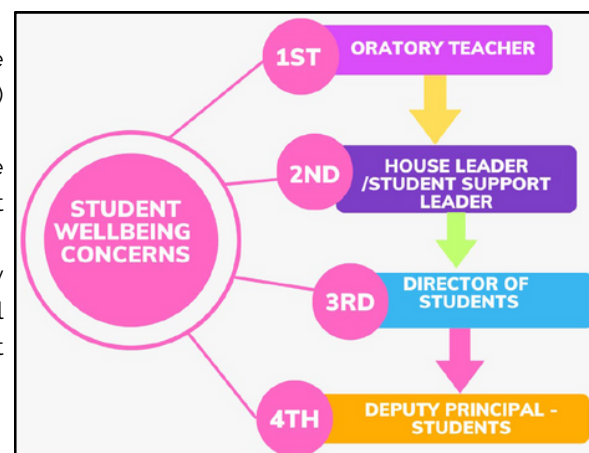 1ST
ORATORY TEACHER
2ND
HOUSE LEADER
/STUDENT SUPPORT
LEADER
STUDENT
WELLBEING
CONCERNS
3RD
DIRECTOR OF
STUDENTS
4TH
DEPUTY PRINCIPAL -
STUDENTS